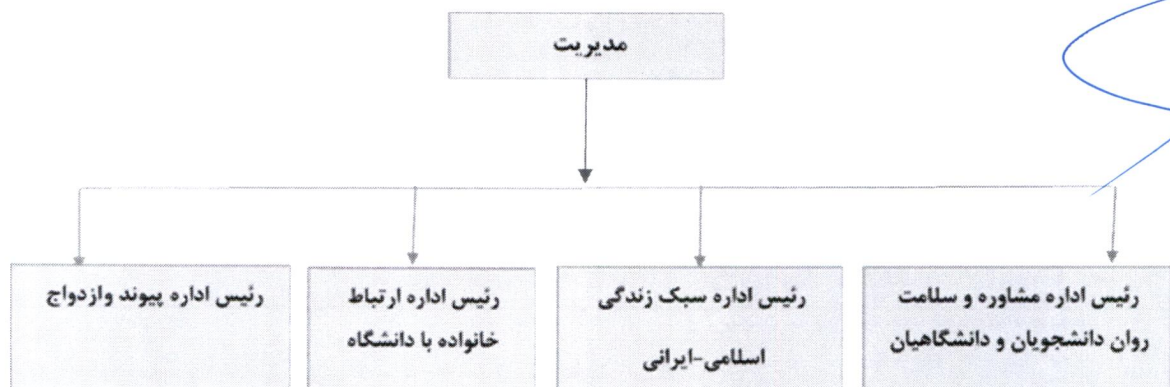 مدیریت
رئیس اداره مشاوره و سلامت
روان دانشجویان و دانشگاهیان
رئیس اداره سبک زندگی
اسلامی-ایرانی
رئیس اداره ارتباط
خانواده با دانشگاه
رئیس اداره پیوند وازدواج